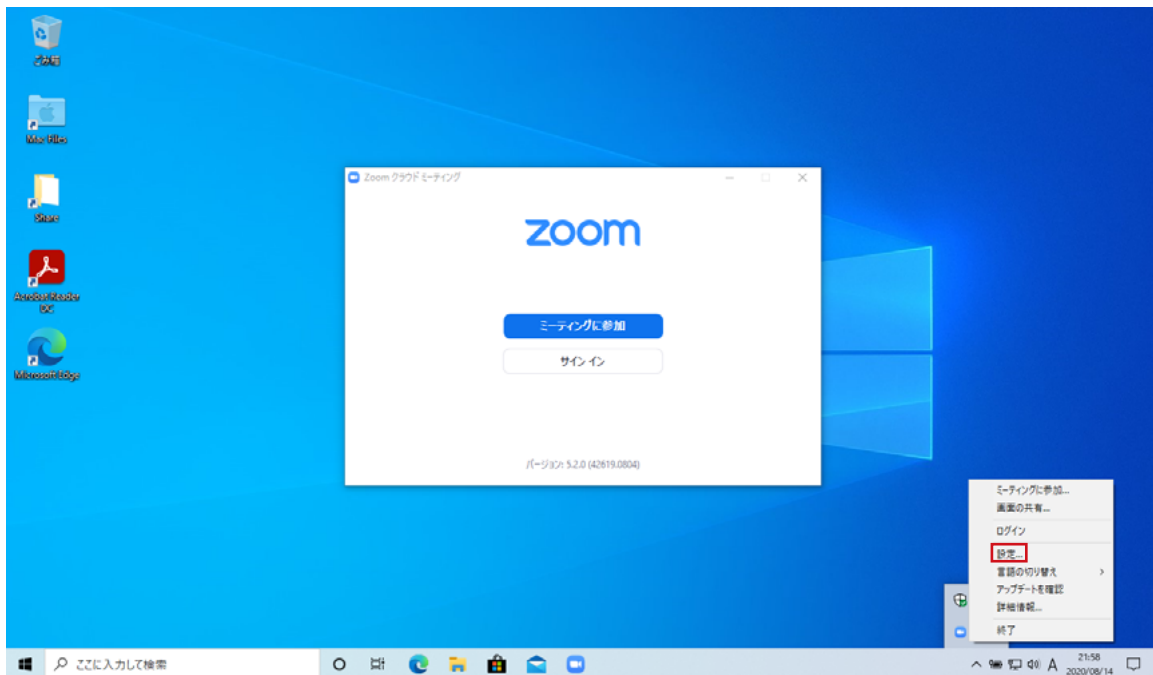 ごみ箱
Mac Files
Share
Acrobat Reader
DC
Microsoft Edge
Zoom クラウド ミーティング
zoom
ミーティングに参加
サイン イン
バージョン: 5.2.0 (42619.0804)
ミーティングに参加...
画面の共有...
ログイン
設定...
言語の切り替え
アップデートを確認
詳細情報...
終了
ここに入力して検索
A
21:58
2020/08/14